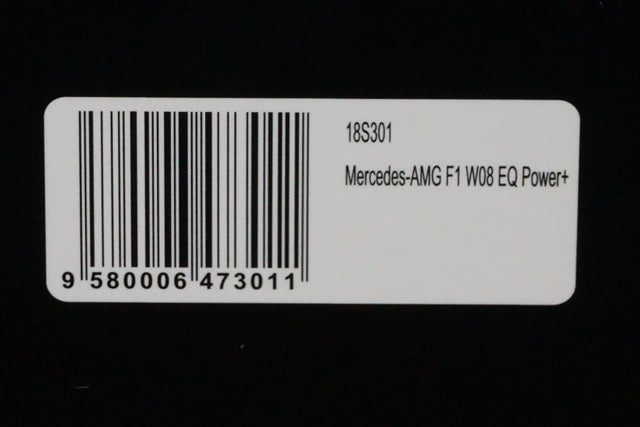 18S301
Mercedes-AMG F1 W08 EQ Power+
9 580006 473011